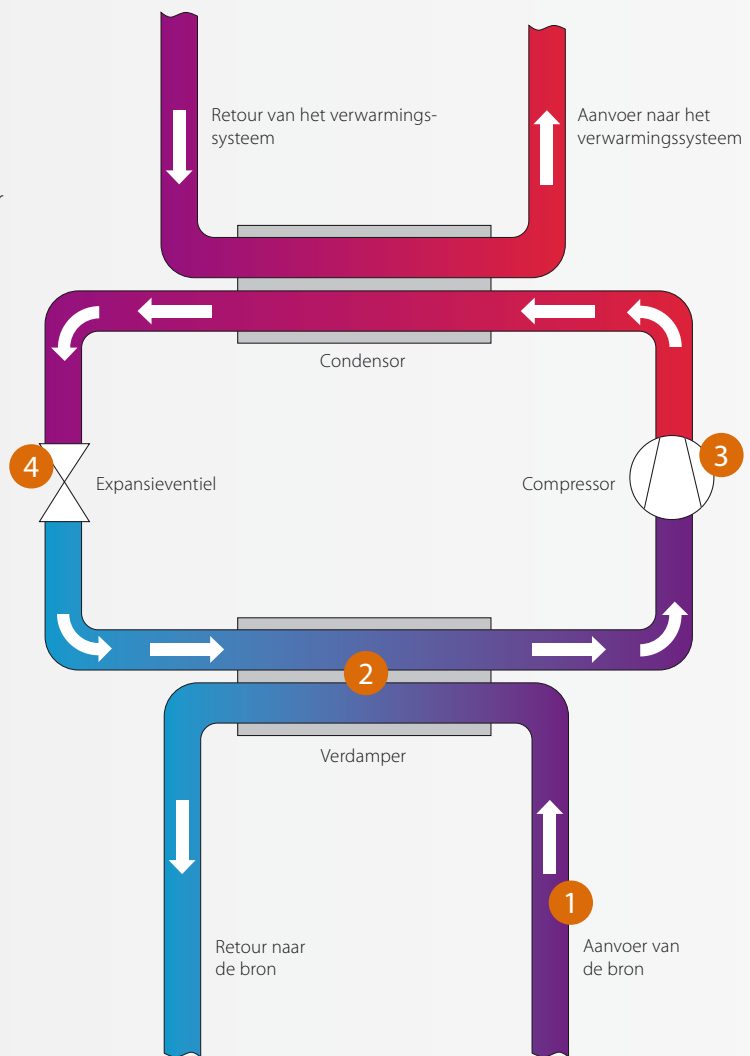 Retour van het verwarmings-
systeem
Aanvoer naar het
verwarmingssysteem
r
Condensor
4
Expansieventiel
Compressor
3
2
Verdamper
1
Retour naar
de bron
Aanvoer van
de bron